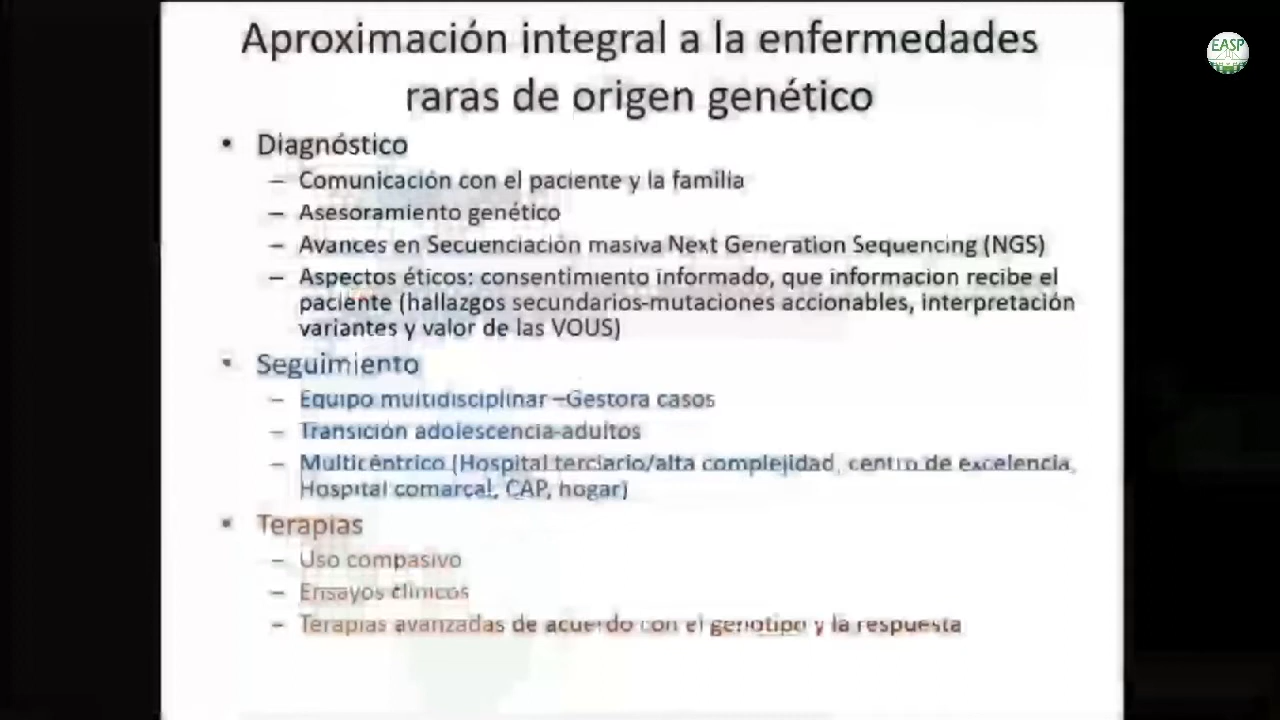 Aproximación integral a la enfermedades
raras de origen genético
• Diagnóstico
– Comunicación con el paciente y la familia
– Asesoramiento genético
– Avances en Secuenciación masiva Next Generation Sequencing (NGS)
– Aspectos éticos: consentimiento informado, que informacion recibe el
paciente (hallazgos secundarios-mutaciones accionables, interpretación
variantes y valor de las VOUS)
• Seguimiento
– Equipo multidisciplinar –Gestora casos
– Transición adolescencia-adultos
– Multicéntrico (Hospital terciario/alta complejidad, centro de excelencia,
Hospital comarcal, CAP, hogar)
• Terapias
– Uso compasivo
– Ensayos clínicos
– Terapias avanzadas de acuerdo con el genotipo y la respuesta
EASP